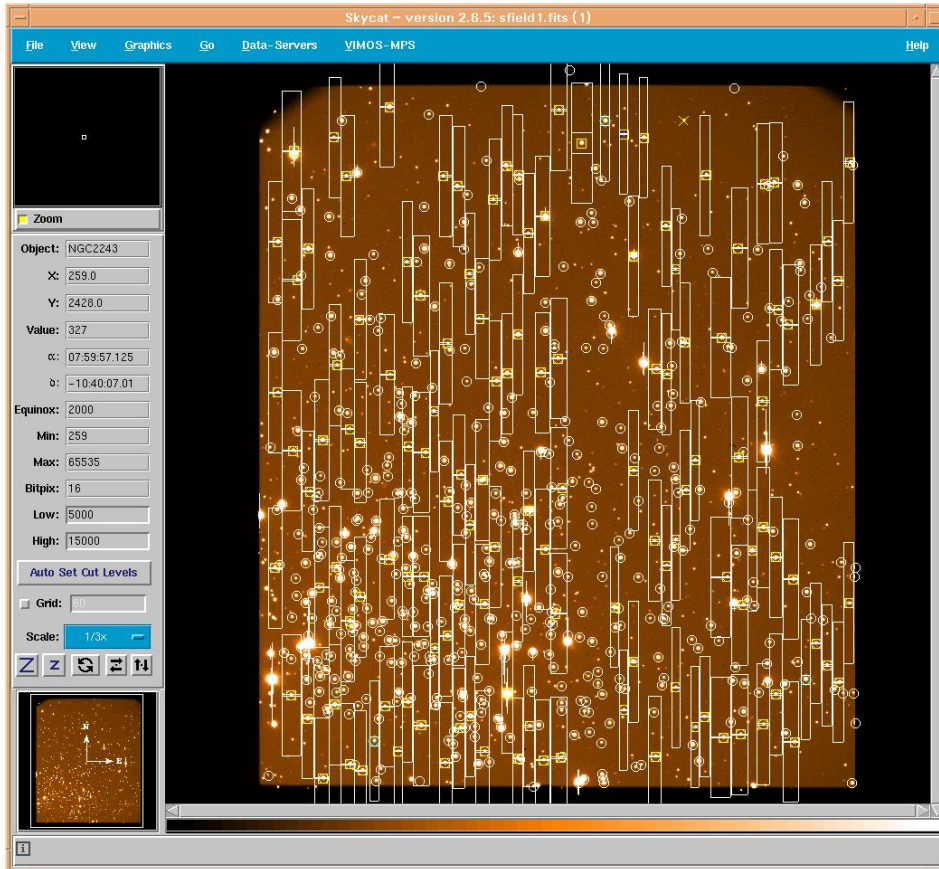 Skycat - version 2.6.5: sfield1.fits (1)
File View Graphics Go Data-Servers VIMOS-MPS Help
Zoom
Object: NGC2243
X: 259.0
Y: 2428.0
Value: 327
α: 07:59:57.125
δ: -10:40:07.01
Equinox: 2000
Min: 259
Max: 65535
Bitpix: 16
Low: 5000
High: 15000
Auto Set Cut Levels
Grid: 60
Scale: 1/3x
Z z
N
E